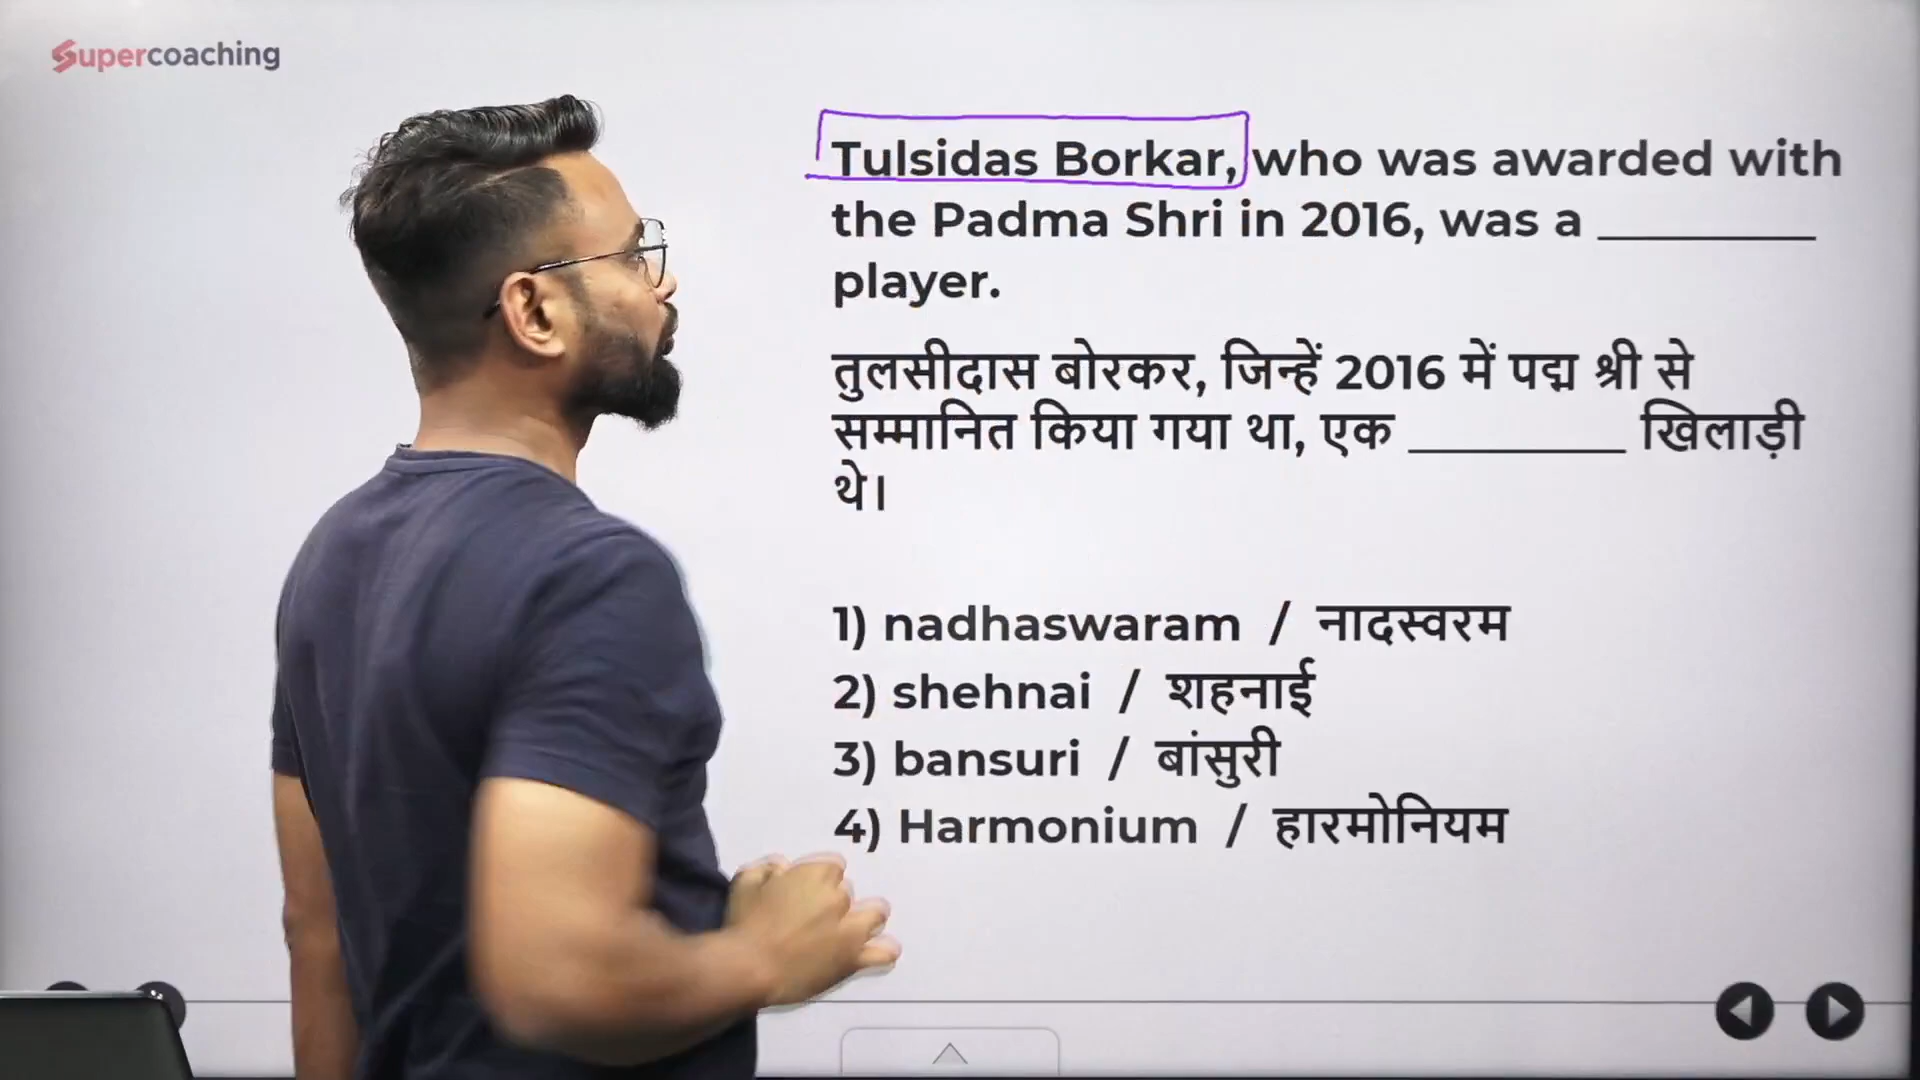 Supercoaching
Tulsidas Borkar, who was awarded with
the Padma Shri in 2016, was a ________
player.
तुलसीदास बोरकर, जिन्हें 2016 में पद्म श्री से
सम्मानित किया गया था, एक ________ खिलाड़ी
थे।
1) nadhaswaram / नादस्वरम
2) shehnai / शहनाई
3) bansuri / बांसुरी
4) Harmonium / हारमोनियम